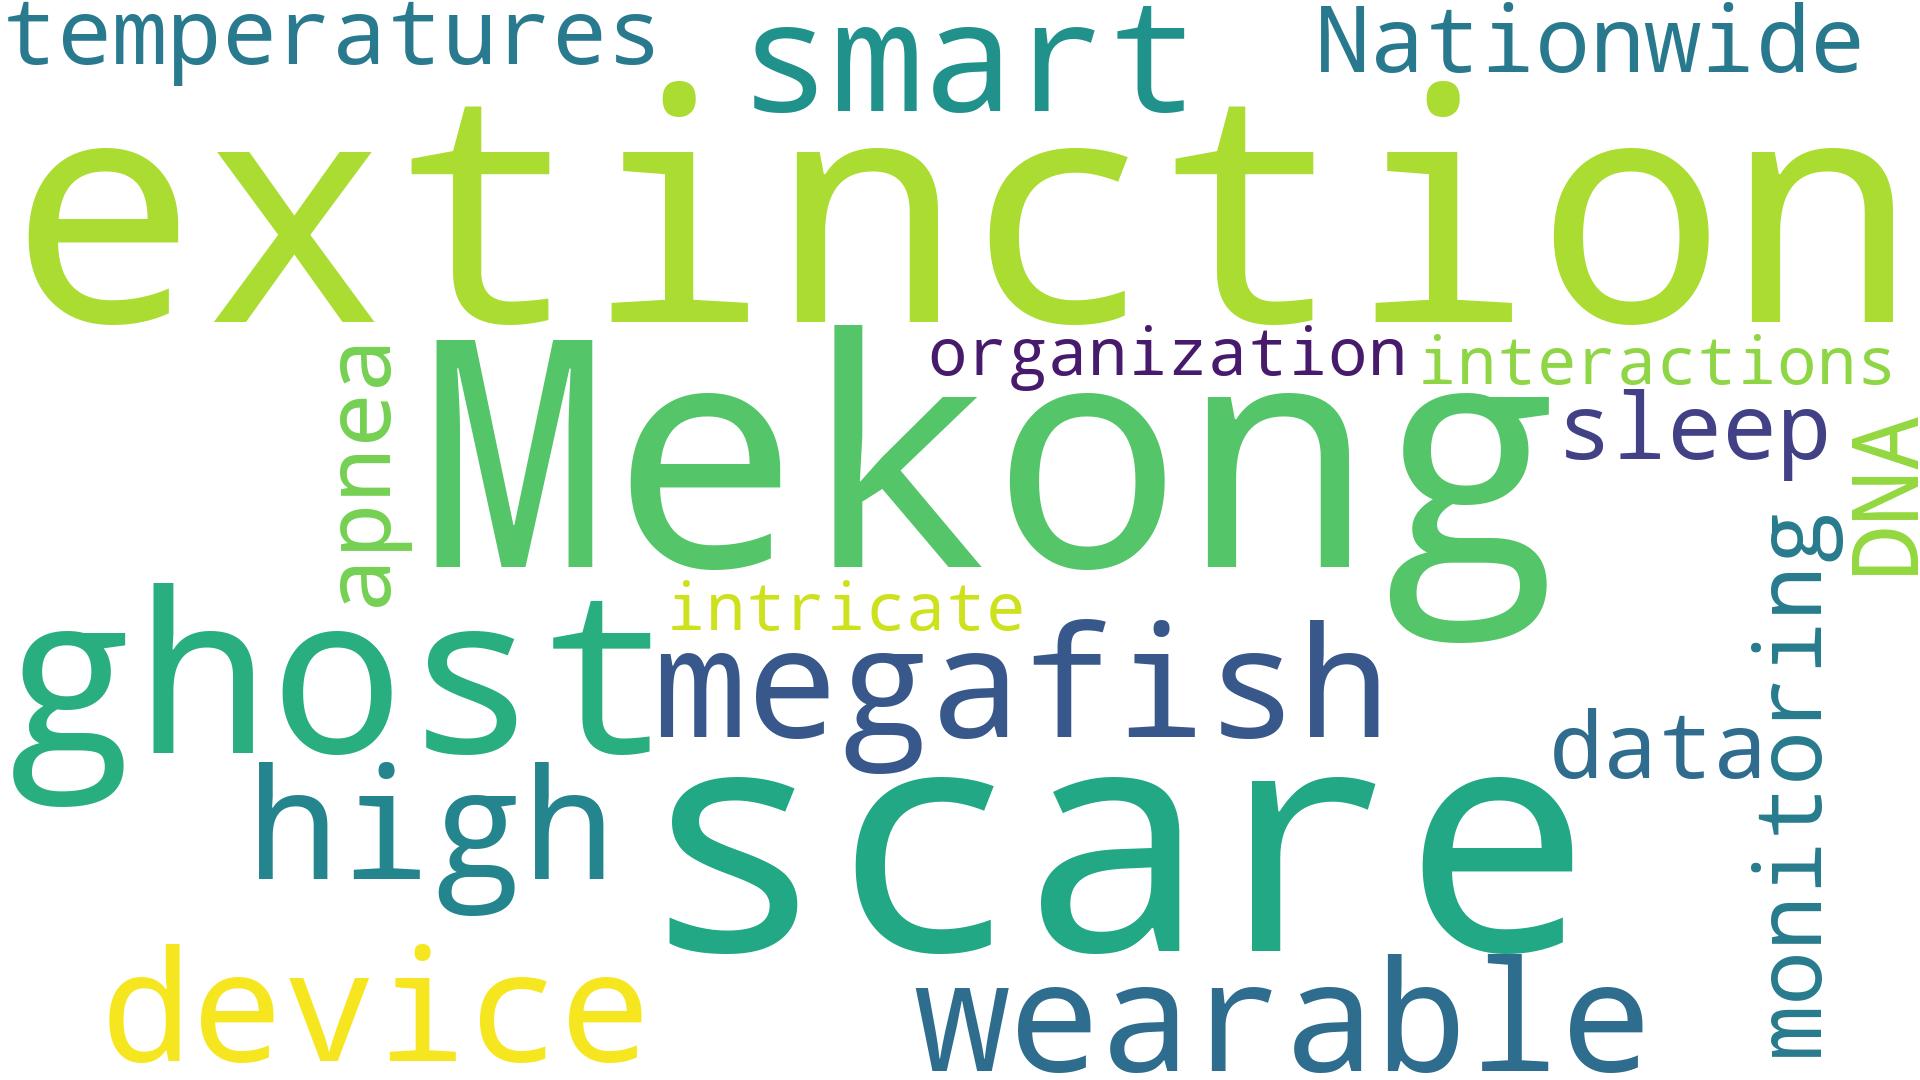 temperatures
smart
Nationwide
extinction
organization
interactions
Mekong
apnea
sleep
DNA
monitoring
intricate
ghost
megafish
data
high
scare
device
wearable